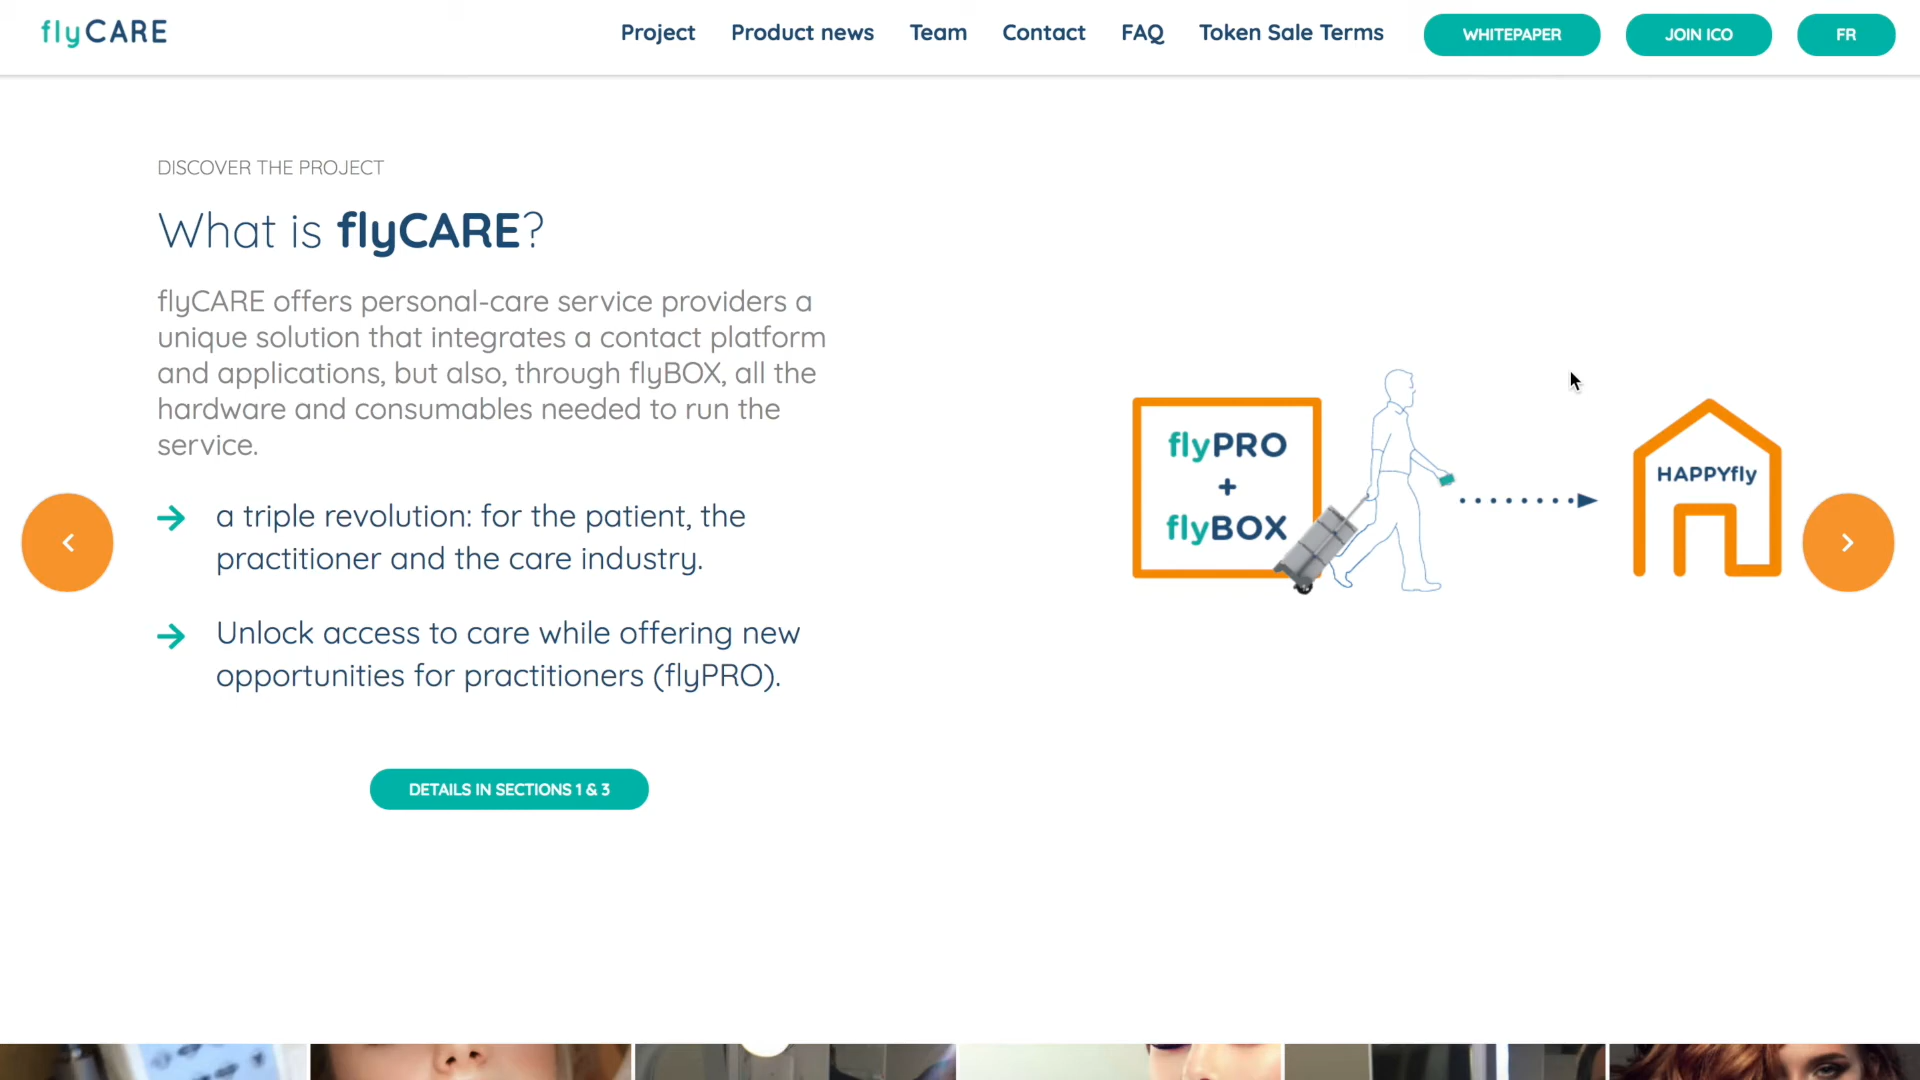 flyCARE
Project
Product news
Team
Contact
FAQ
Token Sale Terms
WHITEPAPER
JOIN ICO
FR
DISCOVER THE PROJECT
What is flyCARE?
flyCARE offers personal-care service providers a
unique solution that integrates a contact platform
and applications, but also, through flyBOX, all the
hardware and consumables needed to run the
service.
a triple revolution: for the patient, the
practitioner and the care industry.
Unlock access to care while offering new
opportunities for practitioners (flyPRO).
DETAILS IN SECTIONS 1 & 3
flyPRO
+
flyBOX
HAPPYfly